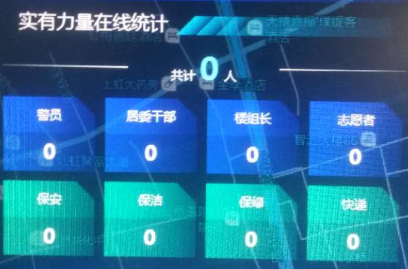 实有力量在线统计
共计 0 人
警员 居委干部 楼组长 志愿者
0 0 0 0
保安 保洁 保绿 快递
0 0 0 0